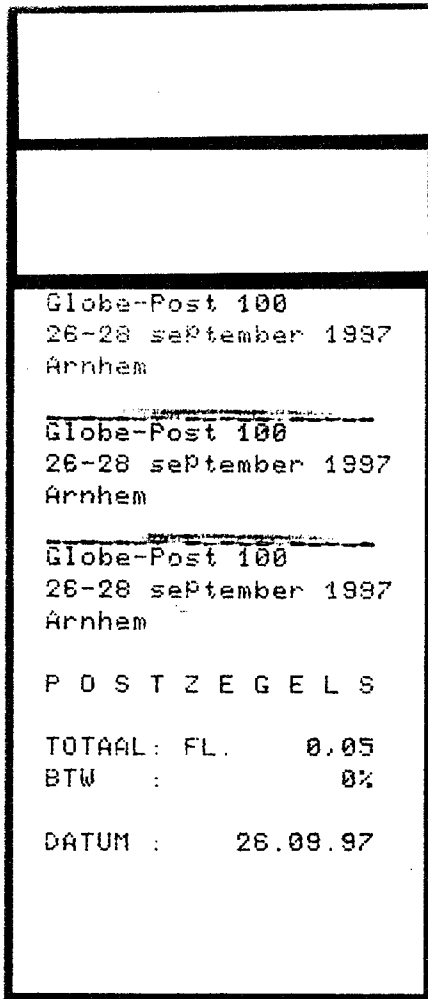 Globe-Post 100
26-28 september 1997
Arnhem
Globe-Post 100
26-28 september 1997
Arnhem
Globe-Post 100
26-28 september 1997
Arnhem
P O S T Z E G E L S
TOTAAL: FL. 0,05
BTW : 0%
DATUM : 26.09.97